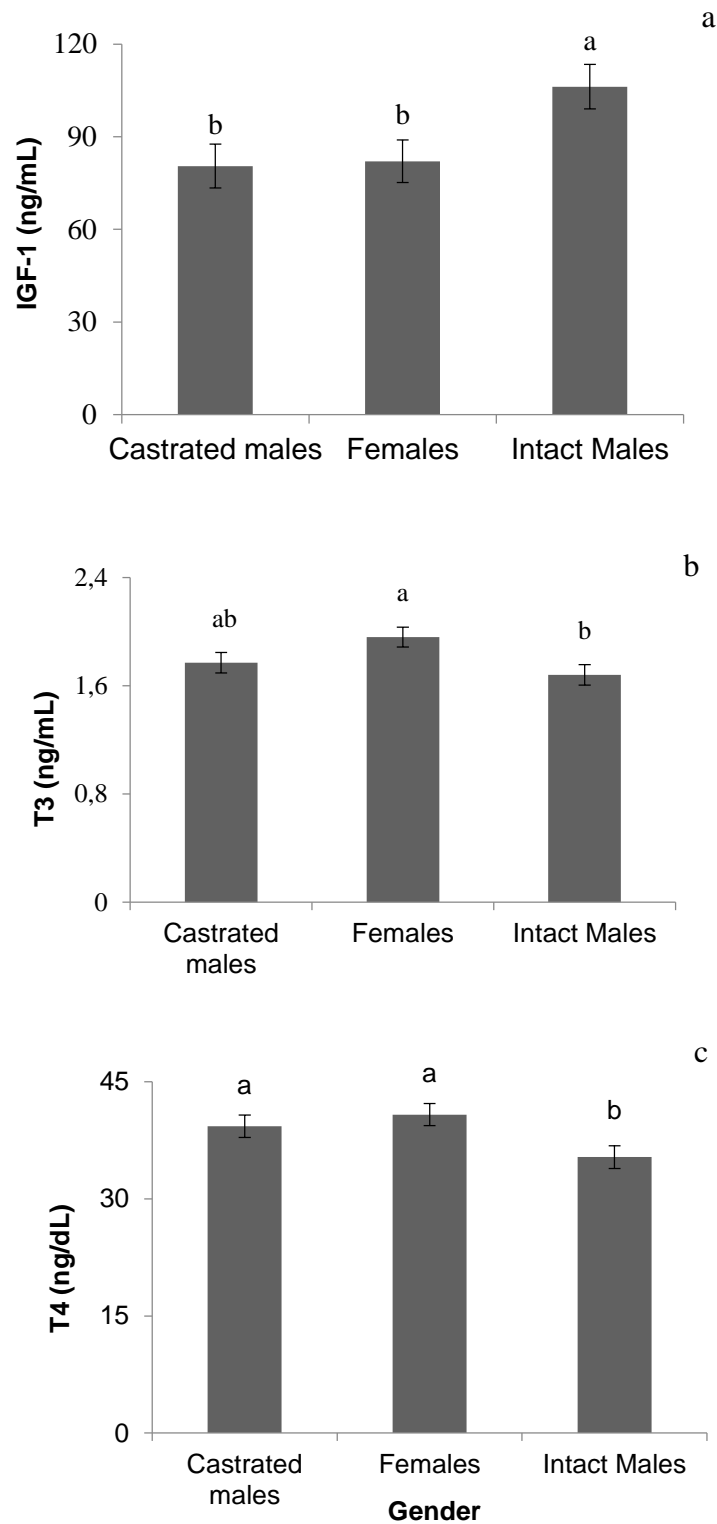 a
120
90
60
30
0
IGF-1 (ng/mL)
b
b
a
Castrated males
Females
Intact Males
b
2,4
1,6
0,8
0
T3 (ng/mL)
ab
a
b
Castrated
males
Females
Intact Males
c
45
30
15
0
T4 (ng/dL)
a
a
b
Castrated
males
Females
Intact Males
Gender